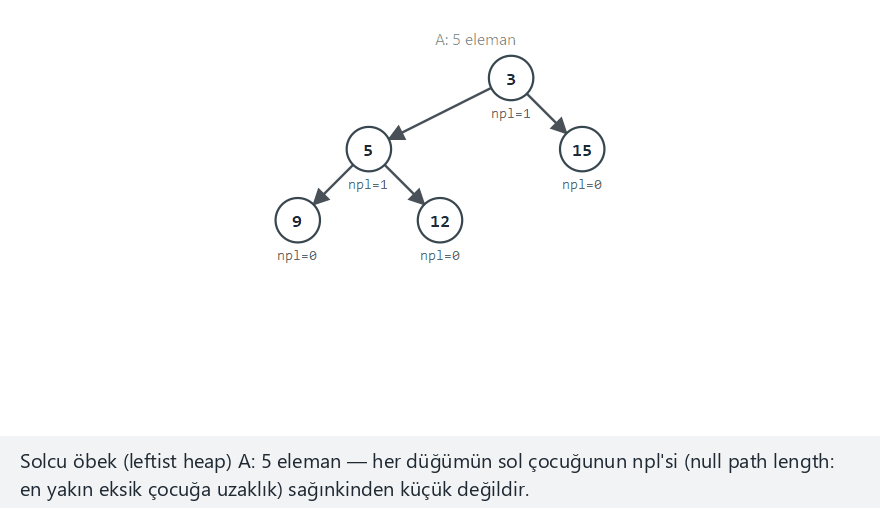 A: 5 eleman
3
npl=1
5
15
npl=1
npl=0
9
12
npl=0
npl=0
Solcu öbek (leftist heap) A: 5 eleman — her düğümün sol çocuğunun npl'si (null path length:
en yakın eksik çocuğa uzaklık) sağınkinden küçük değildir.